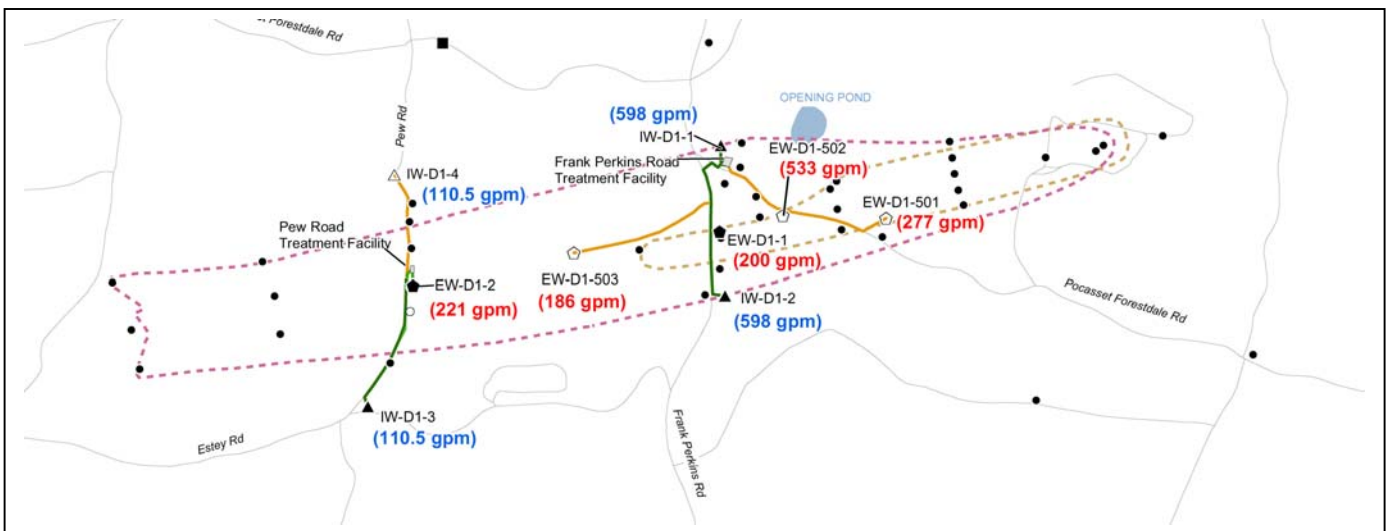 Forestdale Rd
Pew Rd
OPENING POND
(598 gpm)
IW-D1-1
EW-D1-502
(533 gpm)
Frank Perkins Road
Treatment Facility
IW-D1-4
(110.5 gpm)
EW-D1-501
(277 gpm)
Pew Road
Treatment Facility
EW-D1-1
(200 gpm)
EW-D1-503
(186 gpm)
EW-D1-2
(221 gpm)
IW-D1-2
(598 gpm)
Pocasset Forestdale Rd
IW-D1-3
(110.5 gpm)
Estey Rd
Frank Perkins Rd